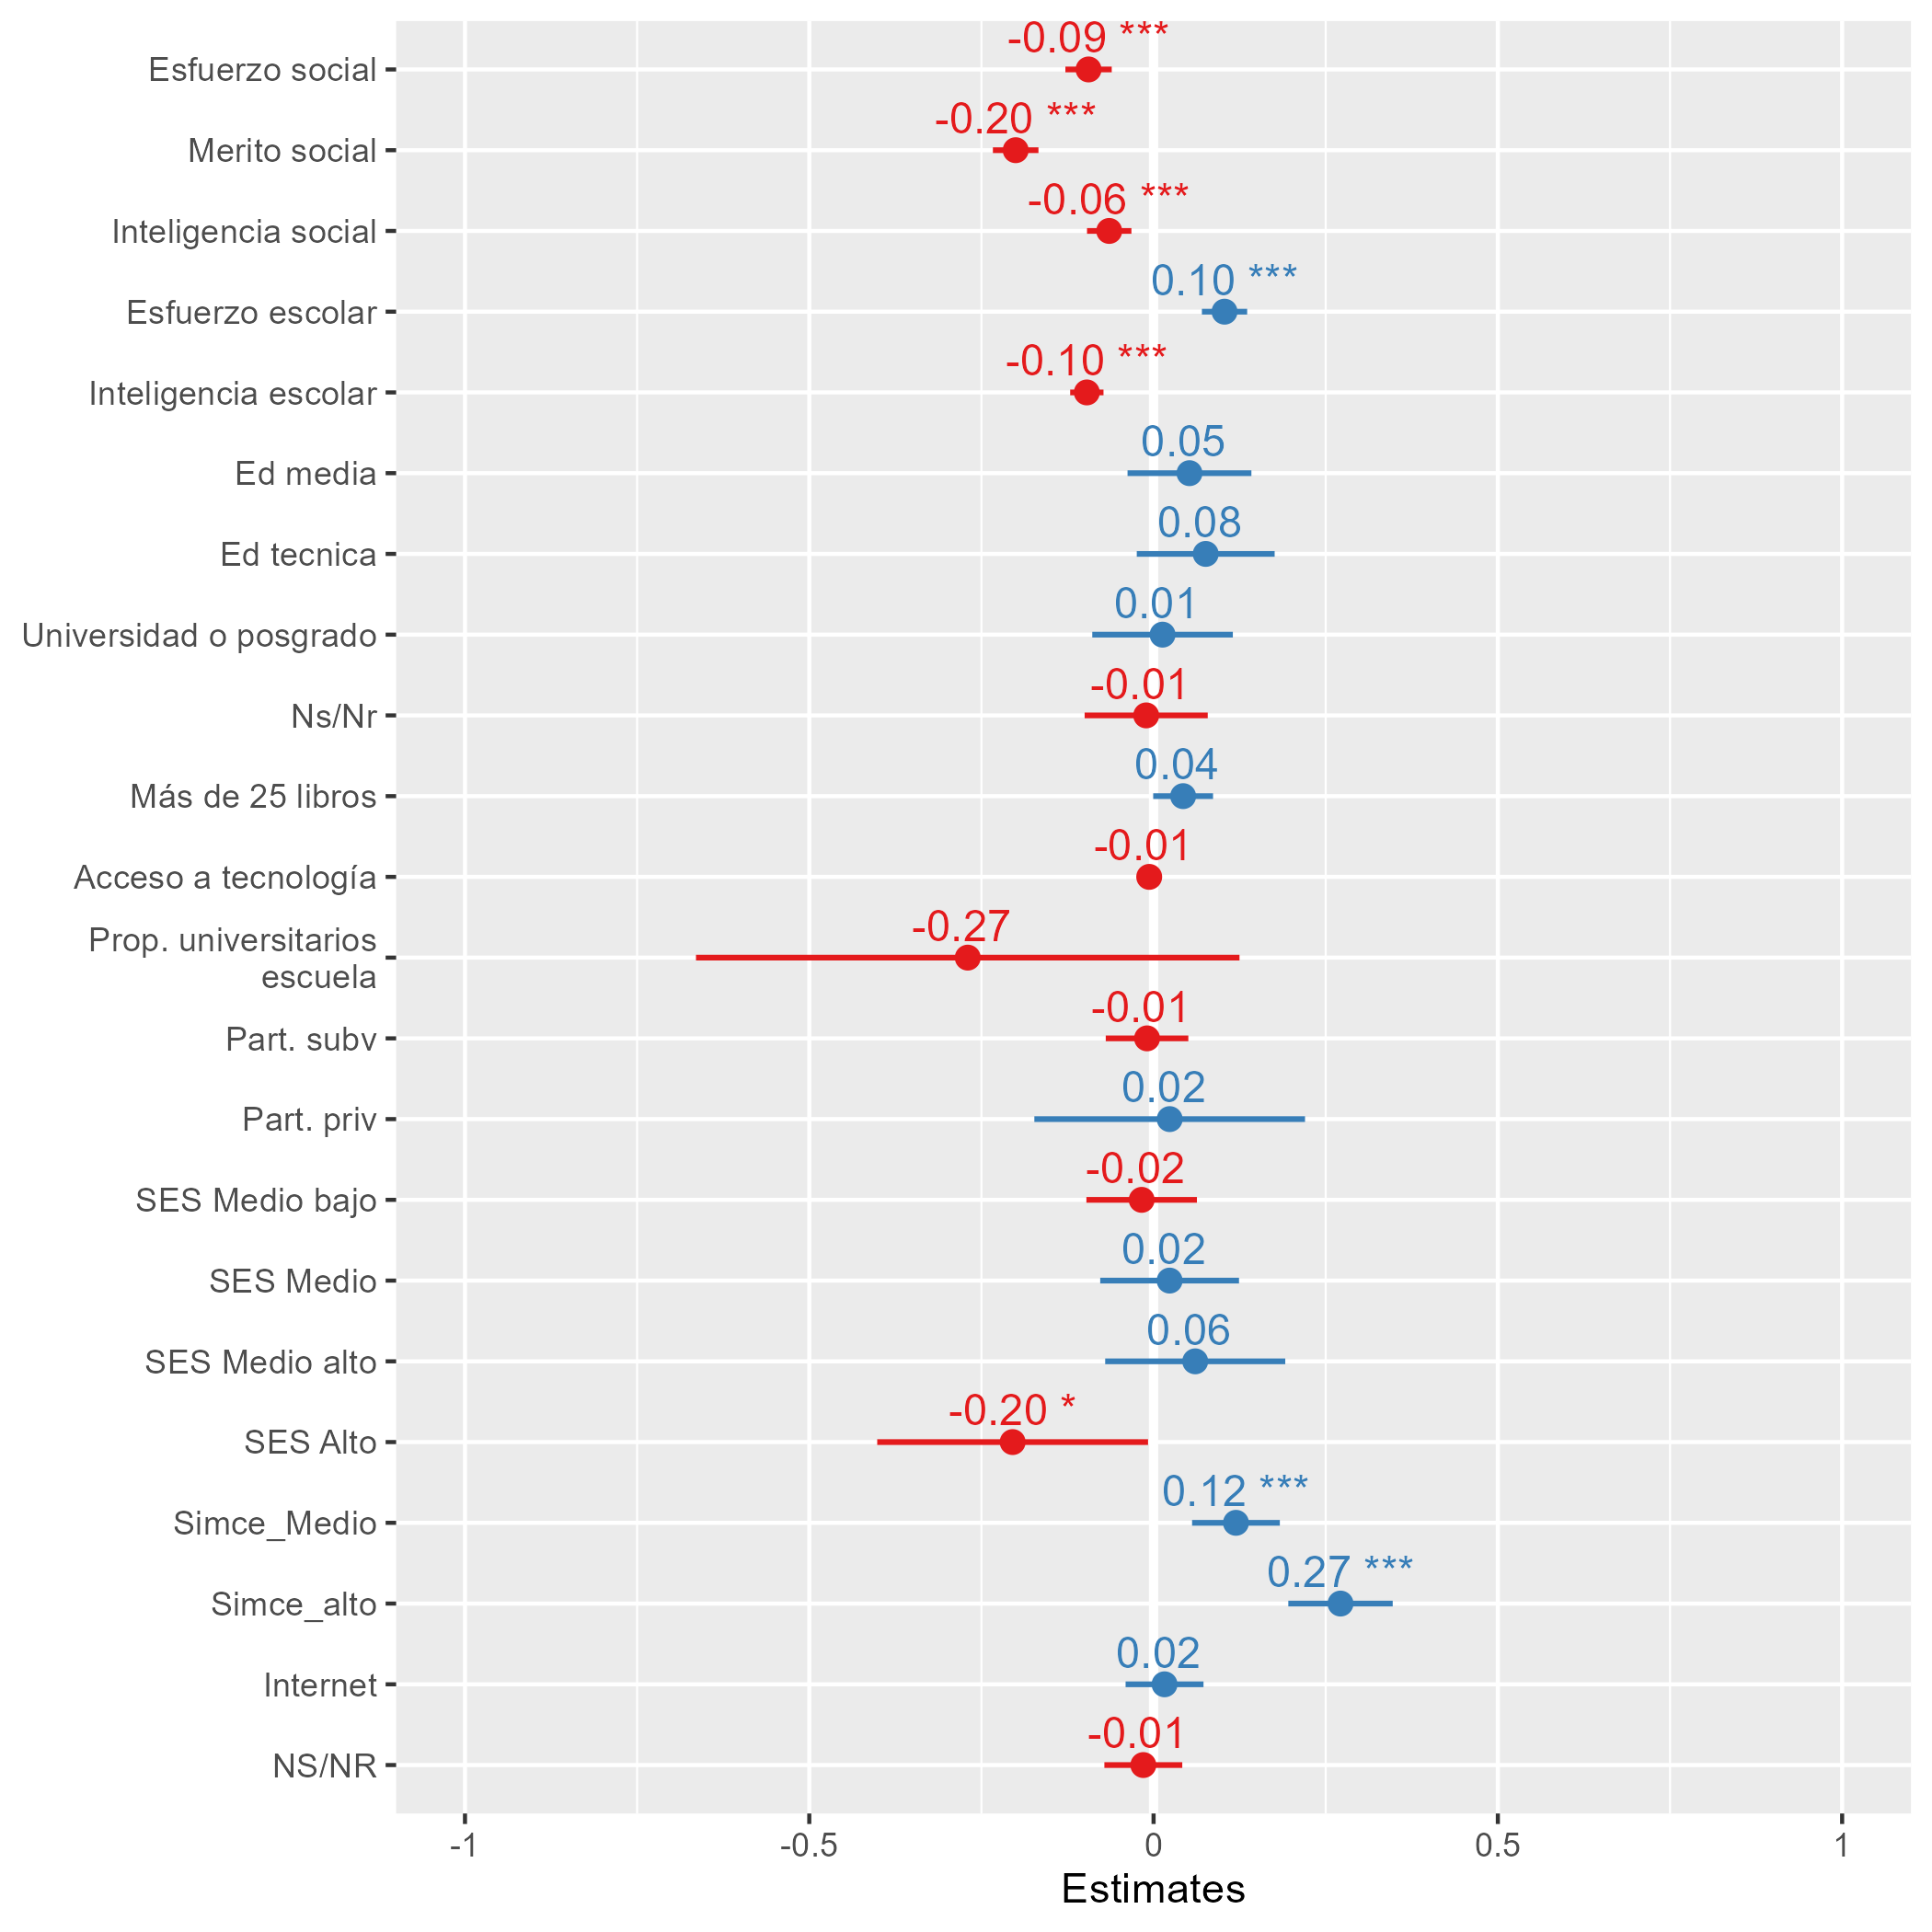 -0.09 ***
Esfuerzo social
-0.20 ***
Merito social
-0.06 ***
Inteligencia social
0.10 ***
Esfuerzo escolar
-0.10 ***
Inteligencia escolar
0.05
Ed media
0.08
Ed tecnica
0.01
Universidad o posgrado
-0.01
Ns/Nr
0.04
Más de 25 libros
-0.01
Acceso a tecnología
-0.27
Prop. universitarios
escuela
-0.01
Part. subv
0.02
Part. priv
-0.02
SES Medio bajo
0.02
SES Medio
0.06
SES Medio alto
-0.20 *
SES Alto
0.12 ***
Simce_Medio
0.27 ***
Simce_alto
0.02
Internet
-0.01
NS/NR
-1 -0.5 0 0.5 1
Estimates